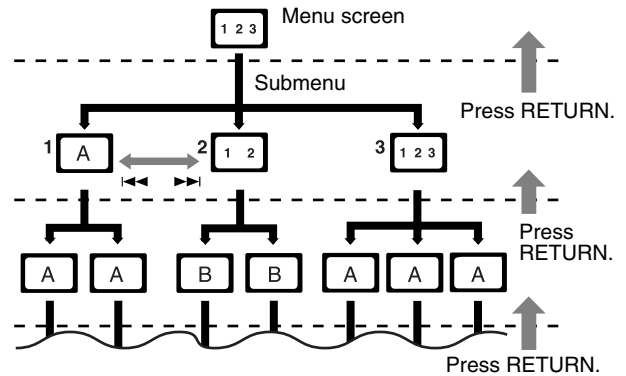 1 2 3 Menu screen
Submenu
Press RETURN.
1 A 2 1 2 3 1 2 3
Press
RETURN.
A A B B A A A
Press RETURN.